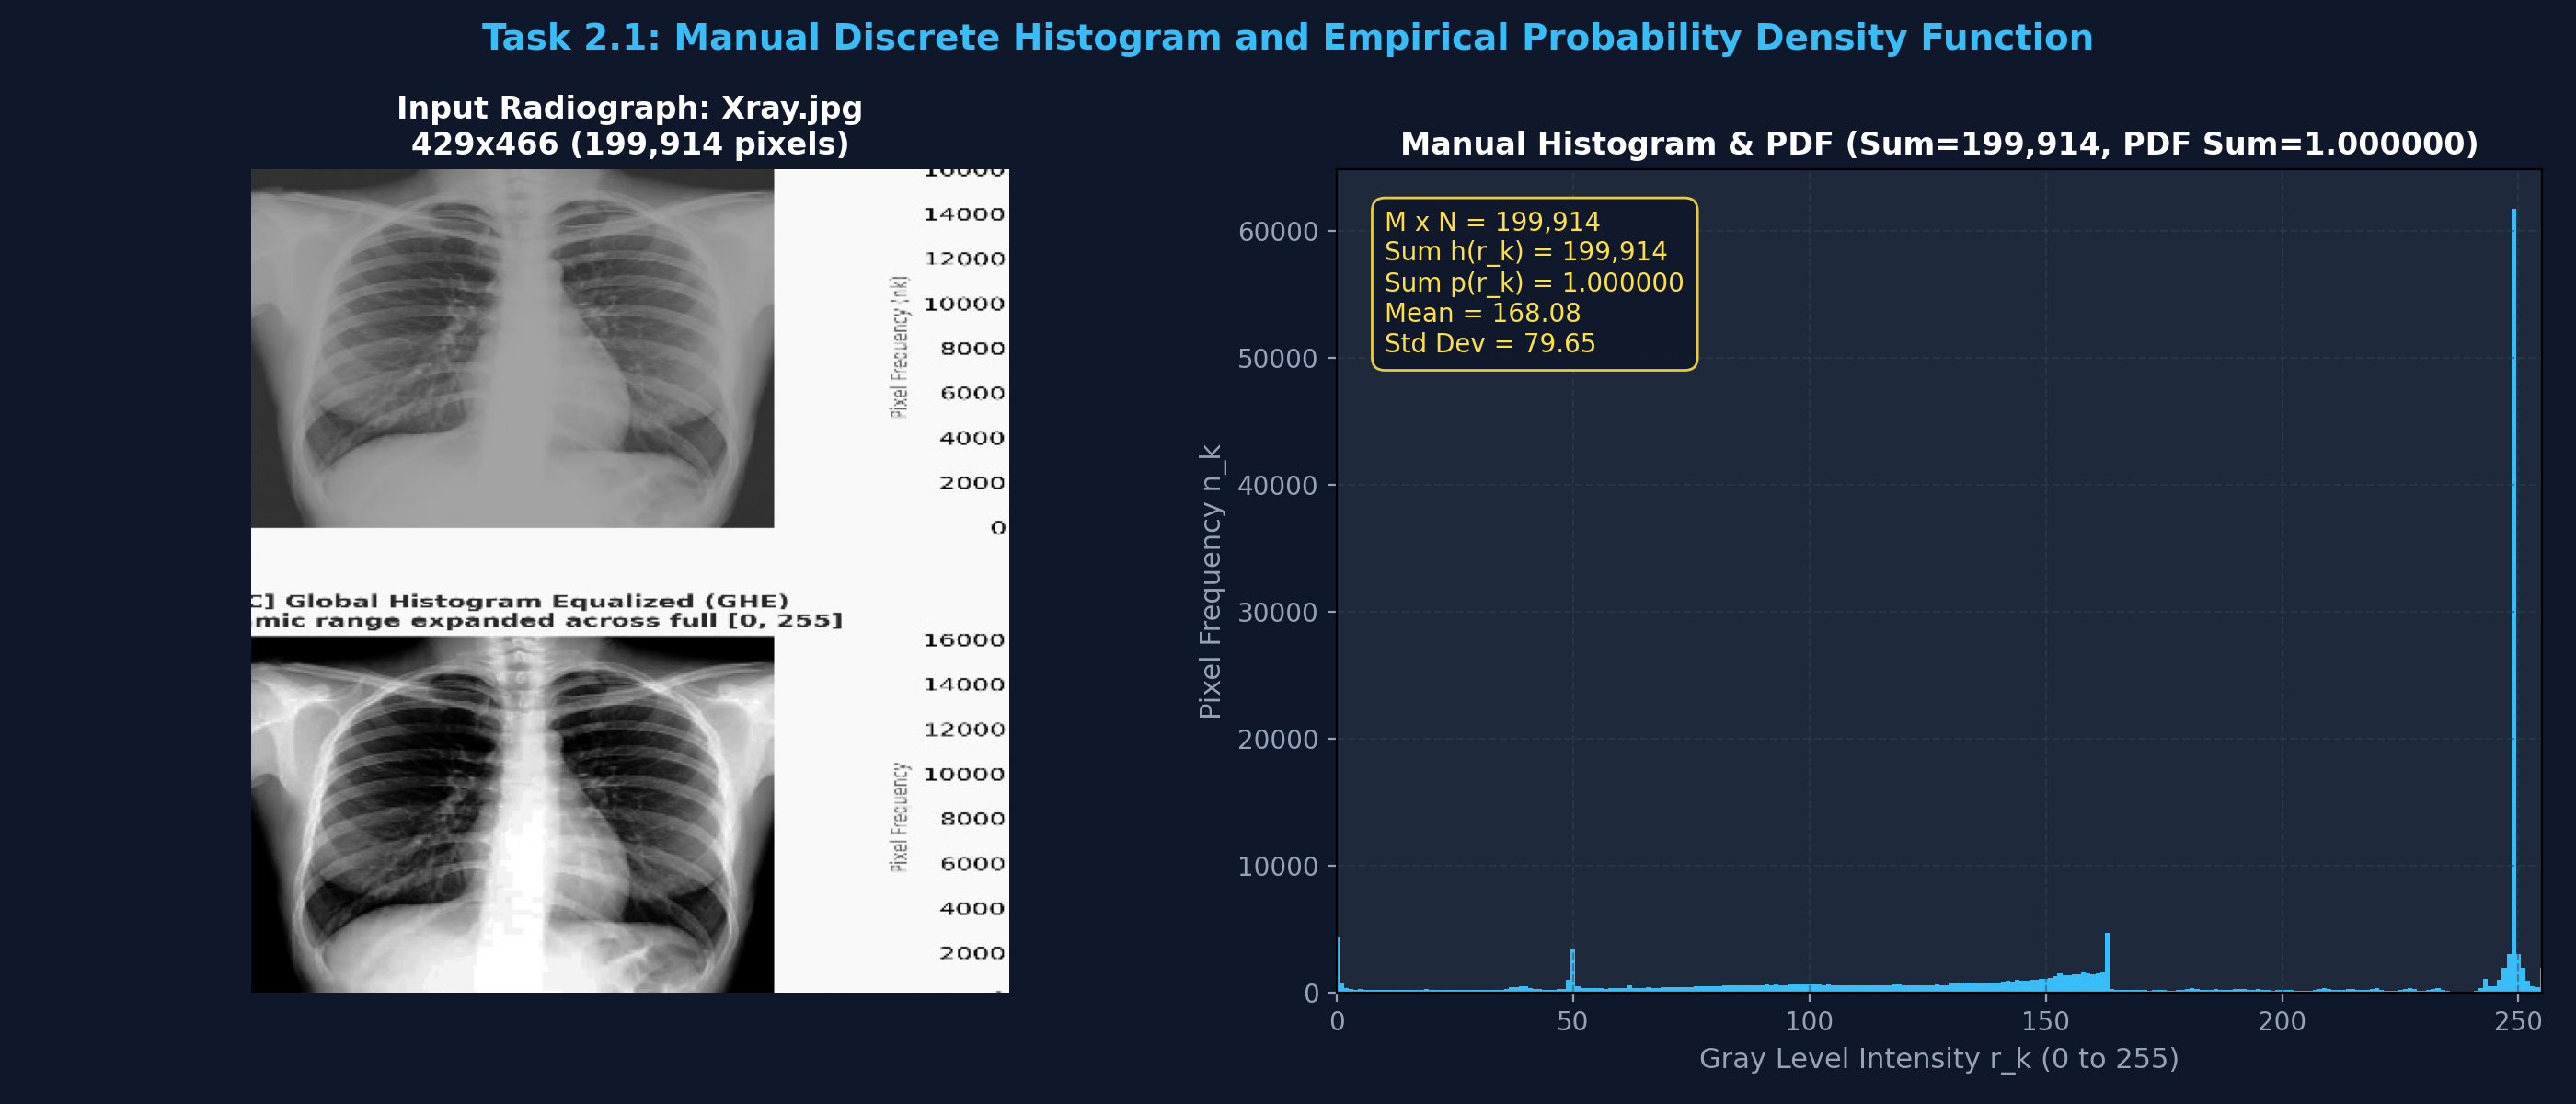 Task 2.1: Manual Discrete Histogram and Empirical Probability Density Function
Input Radiograph: Xray.jpg
429x466 (199,914 pixels)
16000
14000
12000
10000
8000
6000
4000
2000
0
Pixel Frequency (nk)
C] Global Histogram Equalized (GHE)
mic range expanded across full [0, 255]
16000
14000
12000
10000
8000
6000
4000
2000
Pixel Frequency
Manual Histogram & PDF (Sum=199,914, PDF Sum=1.000000)
M x N = 199,914
Sum h(r_k) = 199,914
Sum p(r_k) = 1.000000
Mean = 168.08
Std Dev = 79.65
Pixel Frequency n_k
60000
50000
40000
30000
20000
10000
0
0 50 100 150 200 250
Gray Level Intensity r_k (0 to 255)